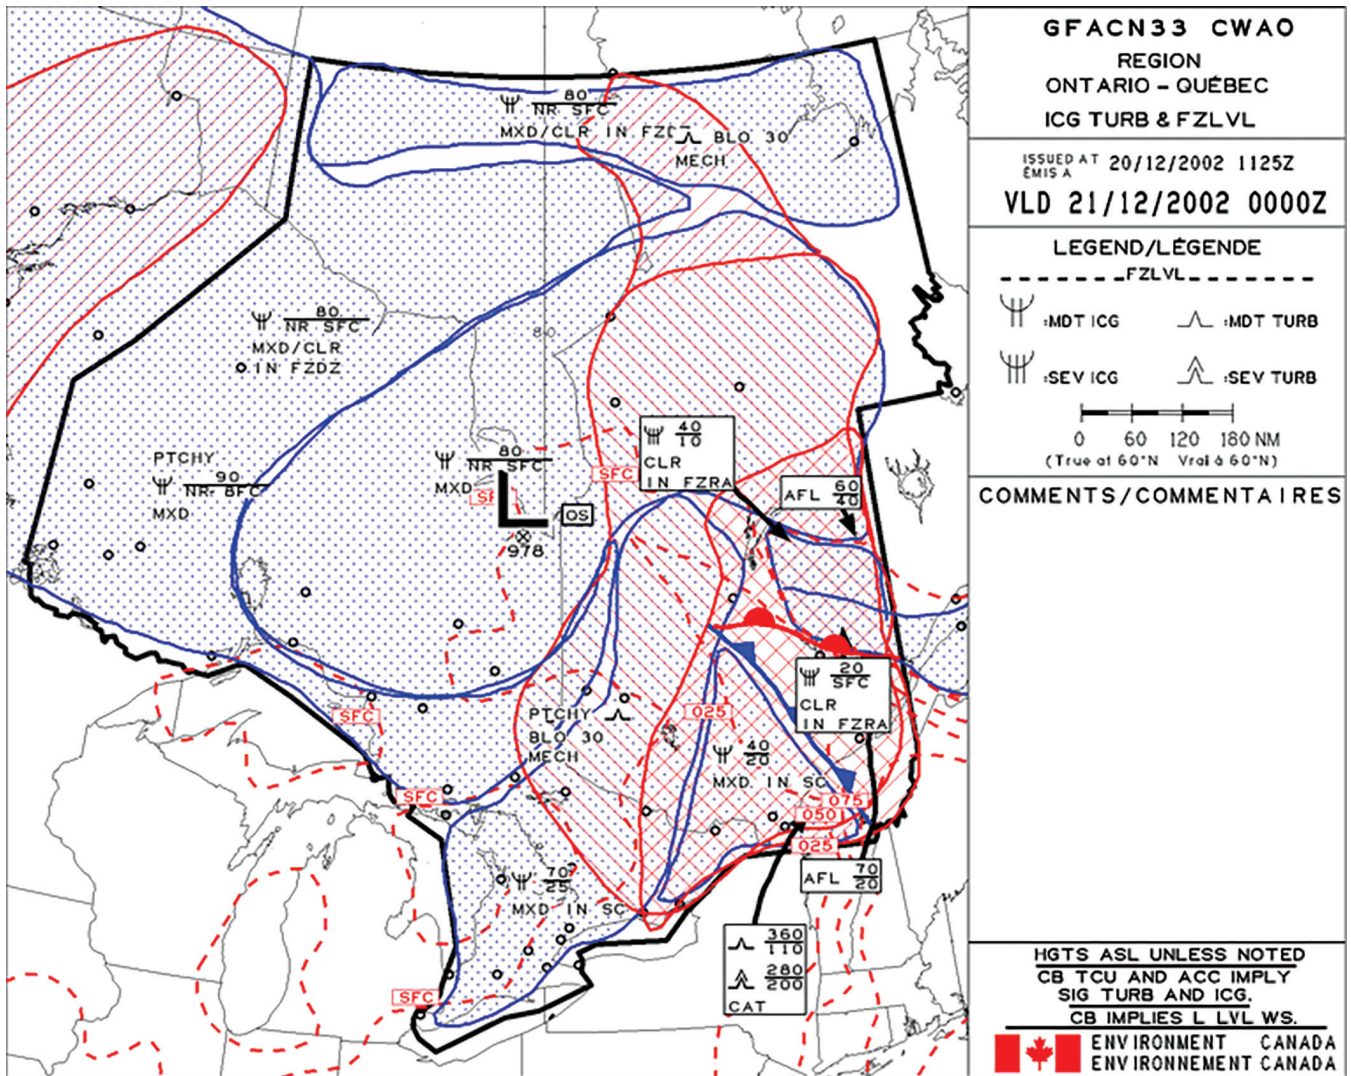 GFACN33 CWAO
REGION
ONTARIO - QUÉBEC
ICG TURB & FZLVL
ISSUED AT 20/12/2002 1125Z
ÉMIS A
VLD 21/12/2002 0000Z
LEGEND/LÉGENDE
FZLVL
:MDT ICG
:MDT TURB
:SEV ICG
:SEV TURB
0 60 120 180 NM
(True at 60°N Vrai à 60°N)
COMMENTS/COMMENTAIRES
HGTS ASL UNLESS NOTED
CB TCU AND ACC IMPLY
SIG TURB AND ICG.
CB IMPLIES L LVL WS.
ENVIRONMENT CANADA
ENVIRONNEMENT CANADA
80
NR SFC
MXD/CLR IN
BLO 30
MECH
80
NR SFC
MXD/CLR
IN FZDZ
80
PTCHY
90
MXD
80
NR SFC
MXD
SFC
OS
978
40
10
CLR
IN FZRA
AFL 60
40
20
SFC
CLR
IN FZRA
SFC
PTCHY
BLO 30
MECH
025
40
20
MXD IN SC
SFC
075
050
025
70
25
MXD IN SC
AFL 70
20
360
110
280
200
CAT
SFC